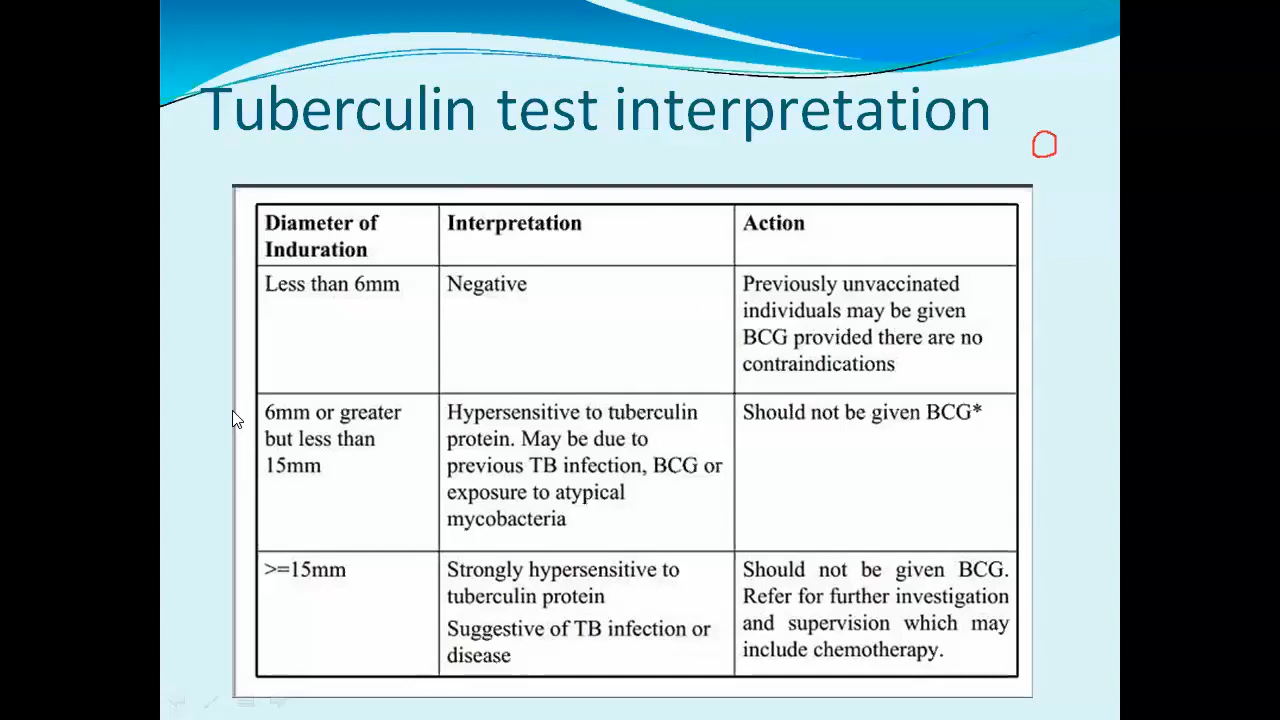 Tuberculin test interpretation
Diameter of
Induration
Interpretation
Action
Less than 6mm
Negative
Previously unvaccinated
individuals may be given
BCG provided there are no
contraindications
6mm or greater
but less than
15mm
Hypersensitive to tuberculin
protein. May be due to
previous TB infection, BCG or
exposure to atypical
mycobacteria
Should not be given BCG*
>=15mm
Strongly hypersensitive to
tuberculin protein
Suggestive of TB infection or
disease
Should not be given BCG.
Refer for further investigation
and supervision which may
include chemotherapy.